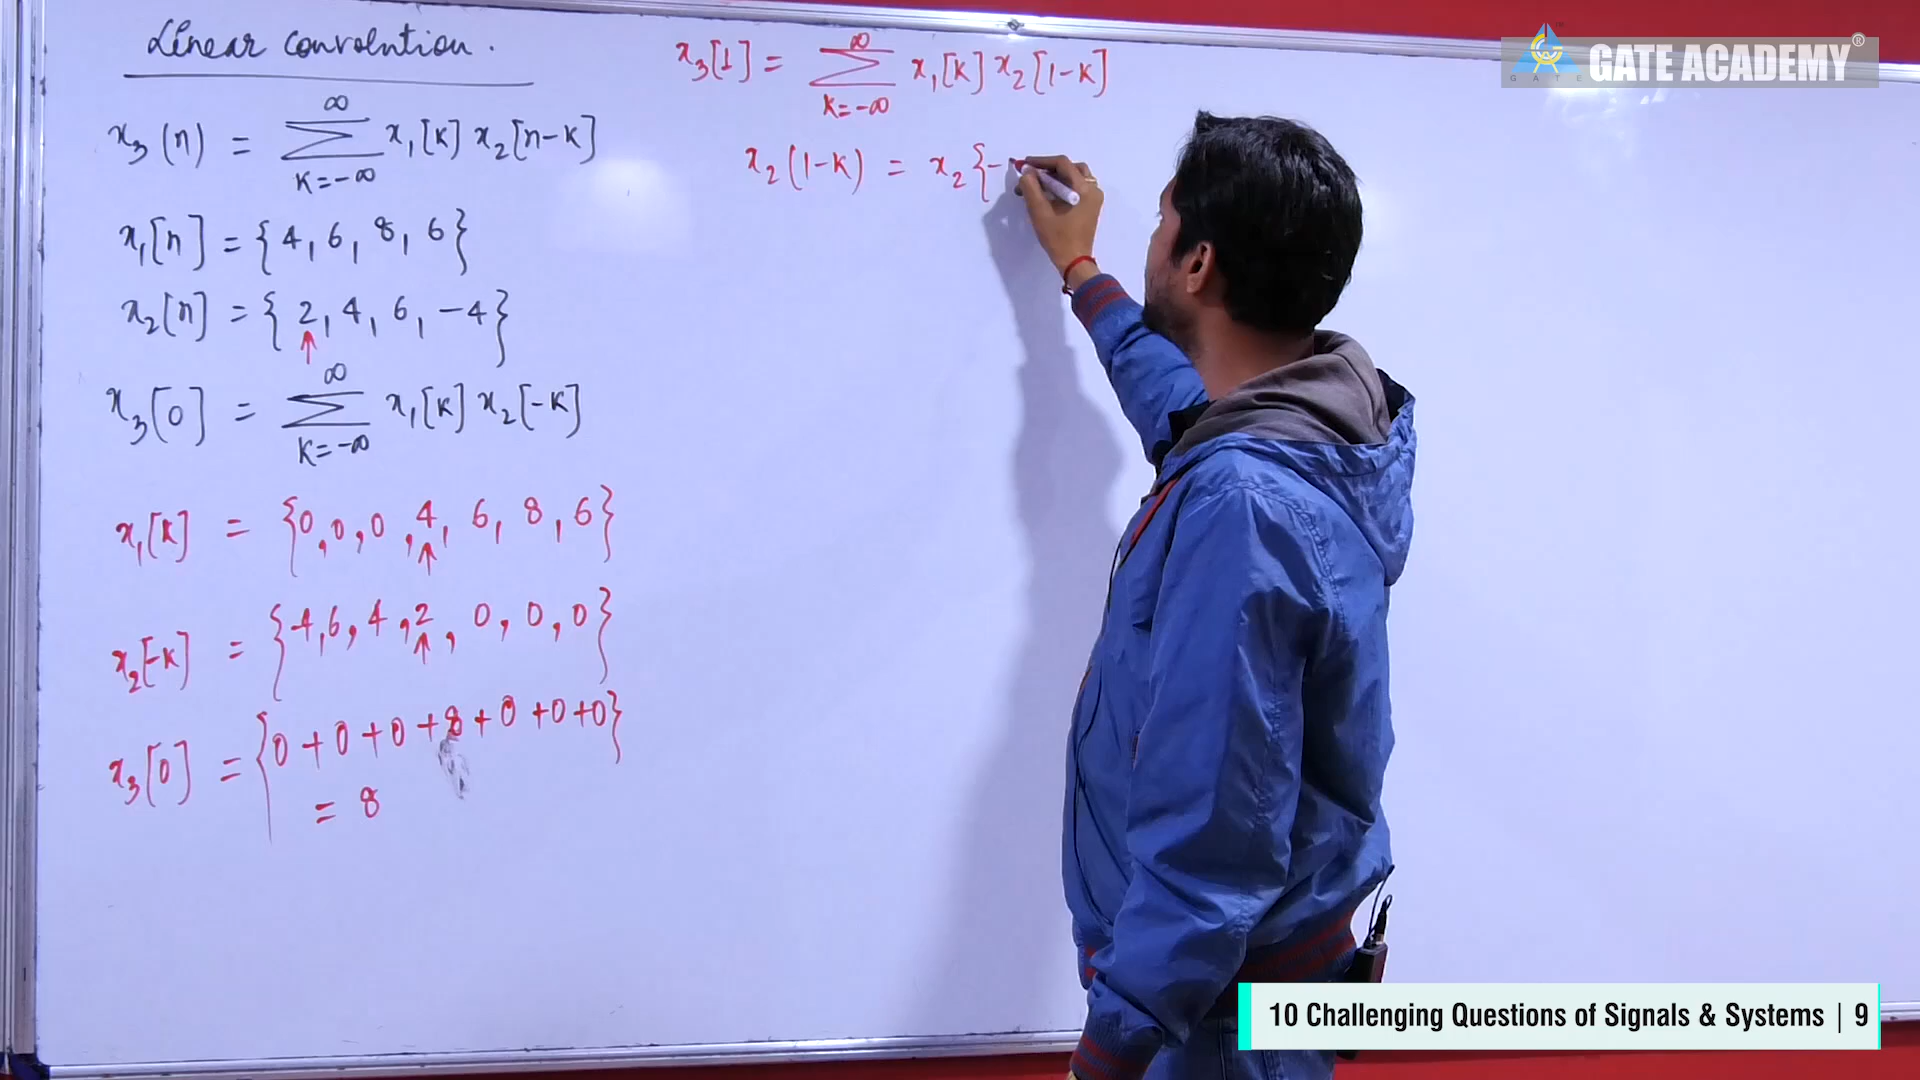 Linear convolution.
x₃(n) = ∞ Σ K=-∞ x₁[K] x₂[n-K]
x₁[n] = {4, 6, 8, 6}
x₂[n] = {2, 4, 6, -4}
↑
x₃[0] = ∞ Σ K=-∞ x₁[K] x₂[-K]
x₁[K] = {0, 0, 0, 4, 6, 8, 6}
↑
x₂[-K] = {-4, 6, 4, 2, 0, 0, 0}
↑
x₃[0] = {0+0+0+8+0+0+0}
= 8
x₃[1] = ∞ Σ K=-∞ x₁[K] x₂[1-K]
x₂(1-K) = x₂{-
GATE ACADEMY®
GATE
10 Challenging Questions of Signals & Systems | 9